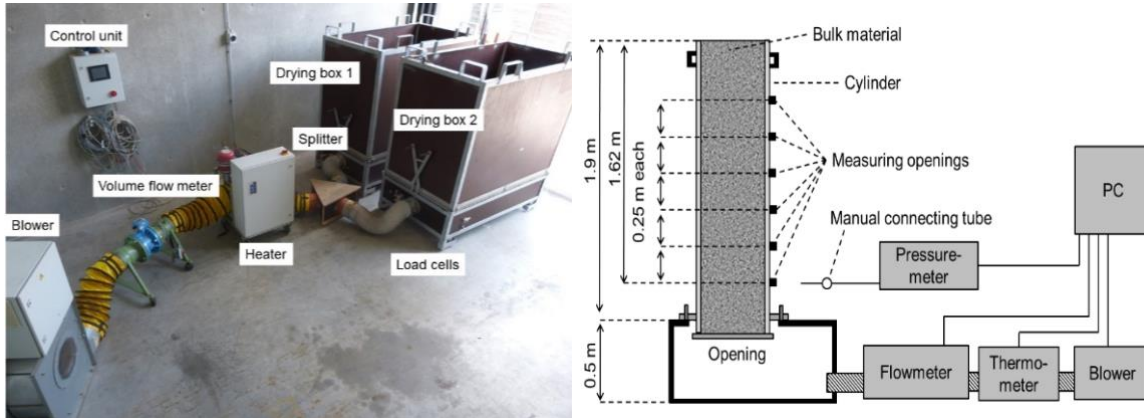 Control unit
Drying box 1
Drying box 2
Splitter
Volume flow meter
Blower
Heater
Load cells
Bulk material
Cylinder
1.9 m
1.62 m
0.25 m each
Measuring openings
Manual connecting tube
PC
Pressure-
meter
0.5 m
Opening
Flowmeter
Thermo-
meter
Blower